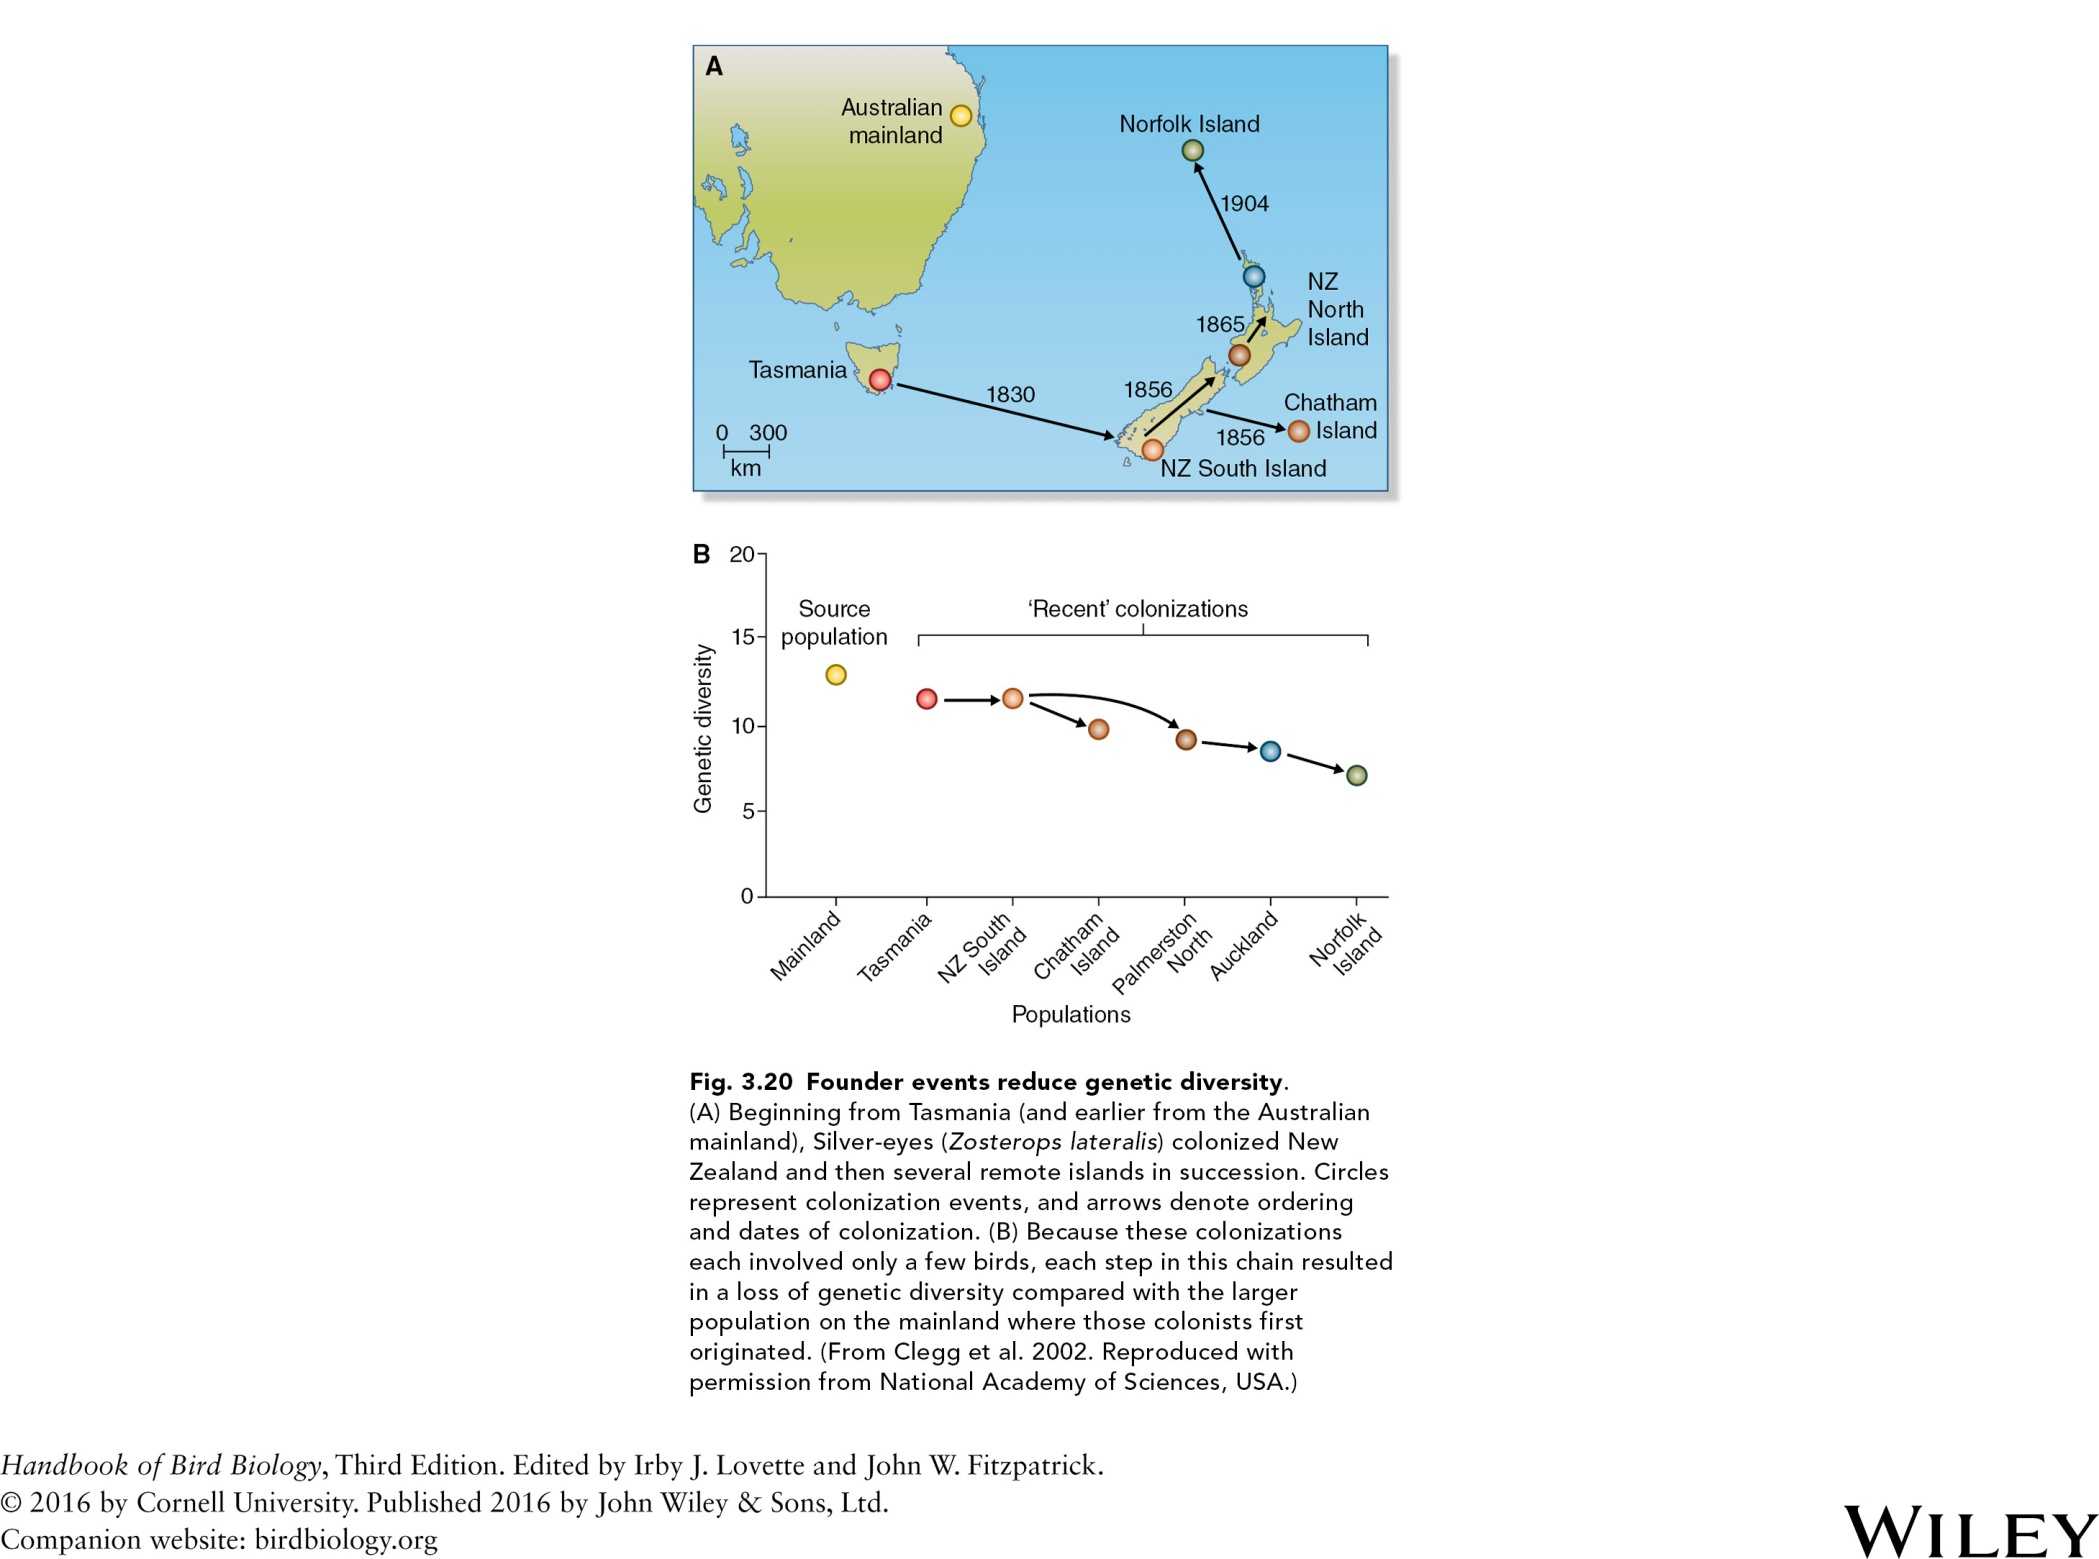 A
Australian
mainland
Norfolk Island
1904
NZ
North
Island
1865
Tasmania
1830
1856
Chatham
Island
1856
0 300
km
NZ South Island
B
20
15
10
5
0
Genetic diversity
Source
population
‘Recent’ colonizations
Mainland
Tasmania
NZ South
Island
Chatham
Island
Palmerston
North
Auckland
Norfolk
Island
Populations
Fig. 3.20 Founder events reduce genetic diversity.
(A) Beginning from Tasmania (and earlier from the Australian
mainland), Silver-eyes (Zosterops lateralis) colonized New
Zealand and then several remote islands in succession. Circles
represent colonization events, and arrows denote ordering
and dates of colonization. (B) Because these colonizations
each involved only a few birds, each step in this chain resulted
in a loss of genetic diversity compared with the larger
population on the mainland where those colonists first
originated. (From Clegg et al. 2002. Reproduced with
permission from National Academy of Sciences, USA.)
Handbook of Bird Biology, Third Edition. Edited by Irby J. Lovette and John W. Fitzpatrick.
© 2016 by Cornell University. Published 2016 by John Wiley & Sons, Ltd.
Companion website: birdbiology.org
WILEY